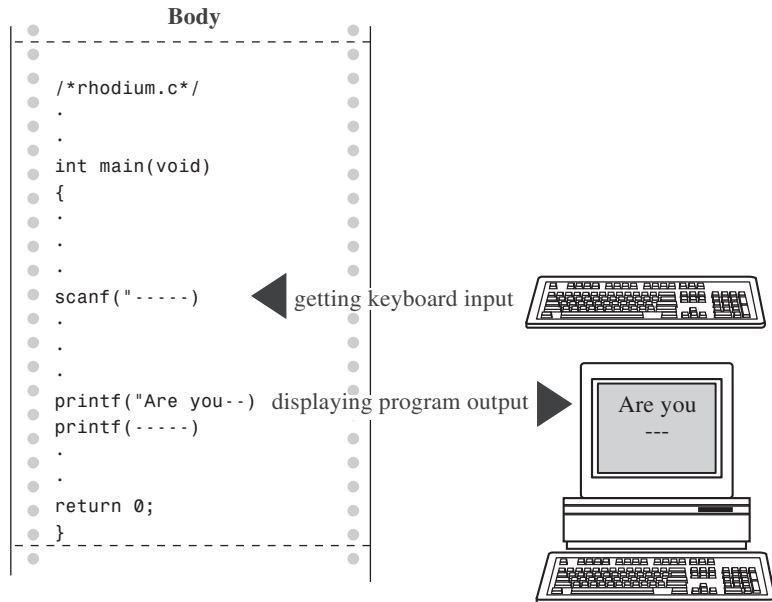 Body
/*rhodium.c*/
.
.
int main(void)
{
.
.
.
scanf("-----)
getting keyboard input
.
.
.
printf("Are you--)
displaying program output
Are you
---
printf(-----)
.
.
return 0;
}